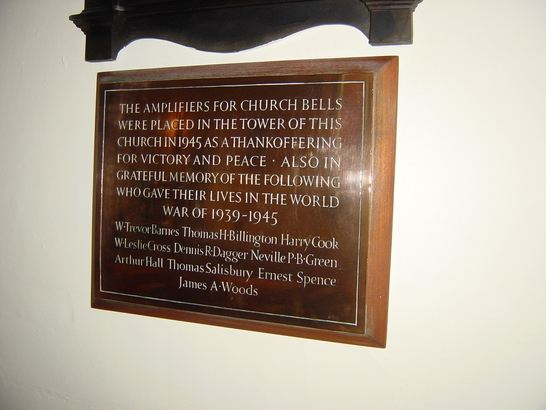 THE AMPLIFIERS FOR CHURCH BELLS
WERE PLACED IN THE TOWER OF THIS
CHURCH IN 1945 AS A THANKOFFERING
FOR VICTORY AND PEACE · ALSO IN
GRATEFUL MEMORY OF THE FOLLOWING
WHO GAVE THEIR LIVES IN THE WORLD
WAR OF 1939-1945
W·Trevor Barnes Thomas H·Billington Harry Cook
W·Leslie Cross Dennis R·Dagger Neville P·B·Green
Arthur Hall Thomas Salisbury Ernest Spence
James A·Woods